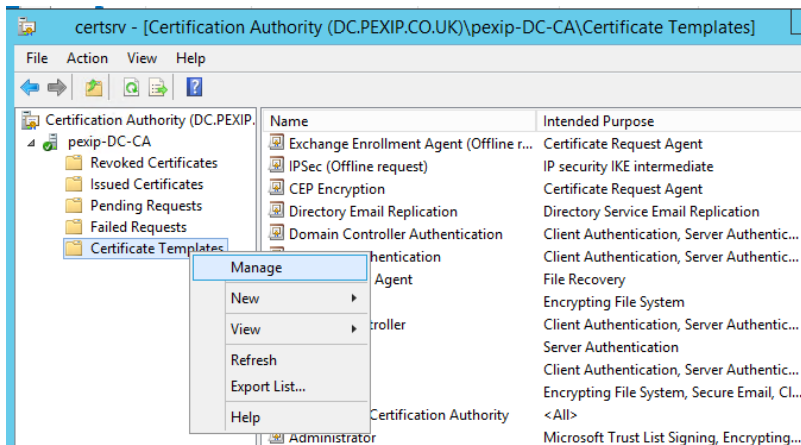 certsrv - [Certification Authority (DC.PEXIP.CO.UK)\pexip-DC-CA\Certificate Templates]
File Action View Help
Certification Authority (DC.PEXIP.
pexip-DC-CA
Revoked Certificates
Issued Certificates
Pending Requests
Failed Requests
Certificate Templates
Manage
New
View
Refresh
Export List...
Help
Name Intended Purpose
Exchange Enrollment Agent (Offline r... Certificate Request Agent
IPSec (Offline request) IP security IKE intermediate
CEP Encryption Certificate Request Agent
Directory Email Replication Directory Service Email Replication
Domain Controller Authentication Client Authentication, Server Authentic...
hentication Client Authentication, Server Authentic...
Agent File Recovery
Encrypting File System
troller Client Authentication, Server Authentic...
Server Authentication
Client Authentication, Server Authentic...
Encrypting File System, Secure Email, Cl...
Certification Authority <All>
Administrator Microsoft Trust List Signing, Encrypting...